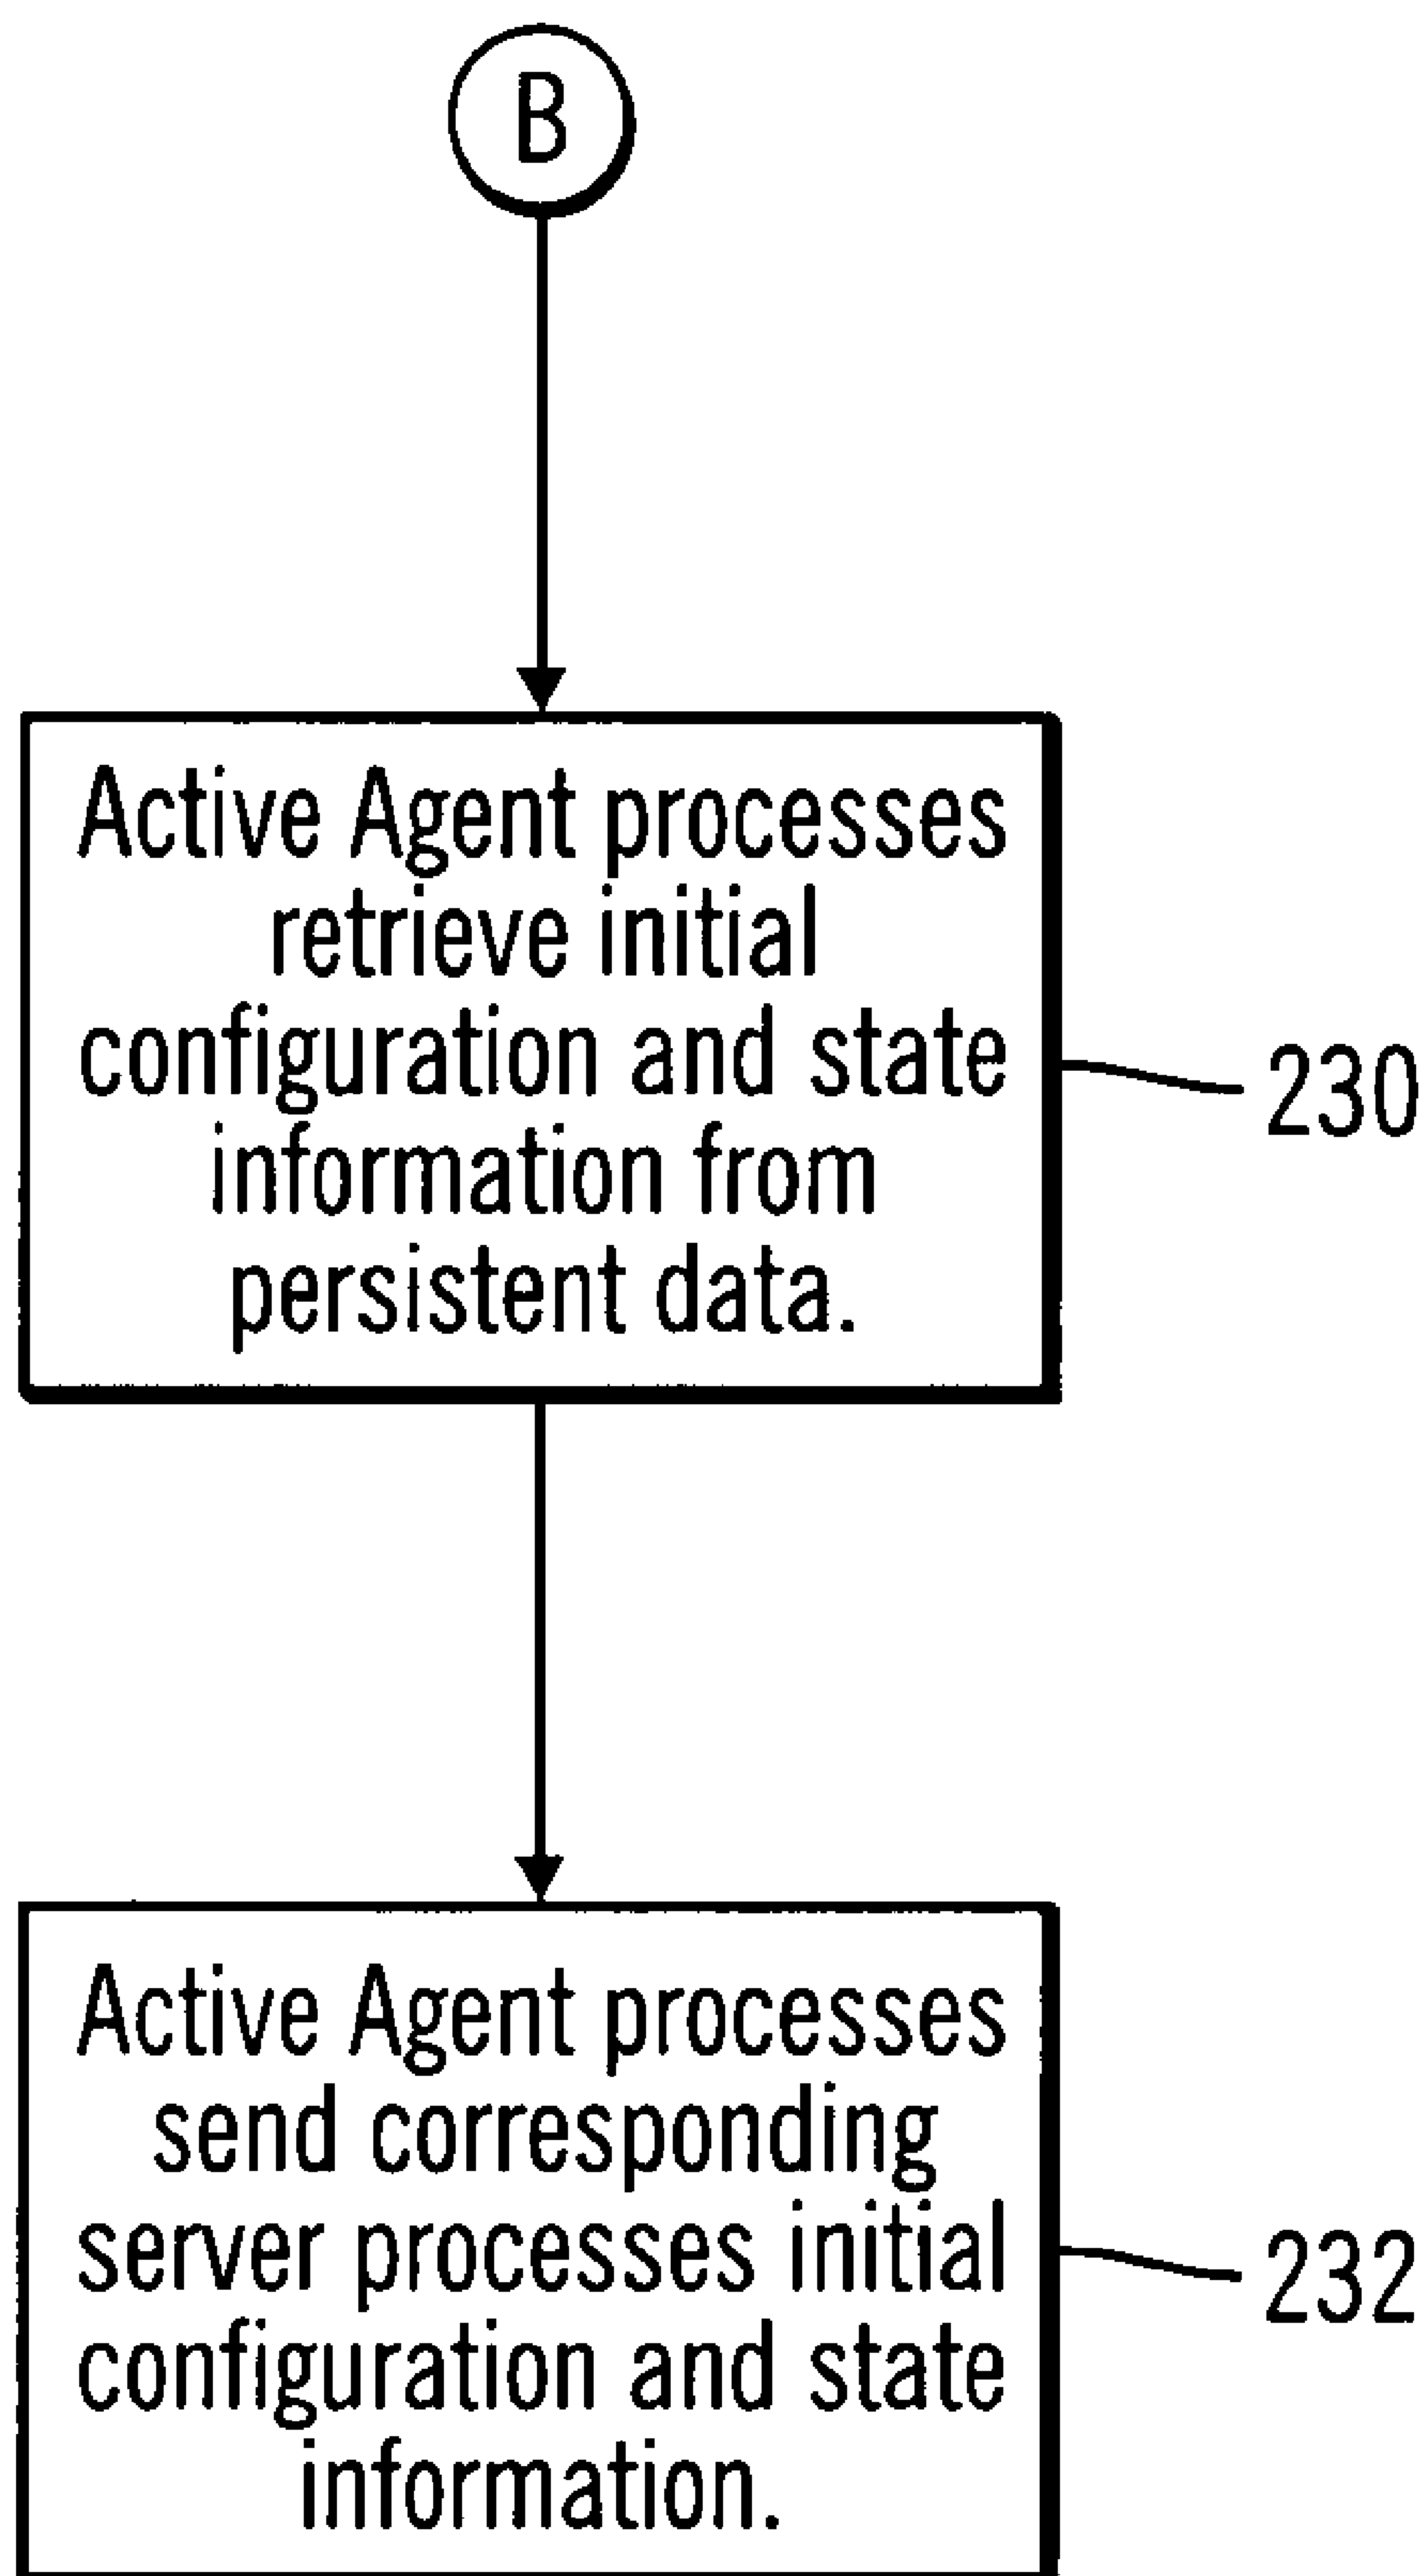 B
Active Agent processes
retrieve initial
configuration and state
information from
persistent data.
230
Active Agent processes
send corresponding
server processes initial
configuration and state
information.
232